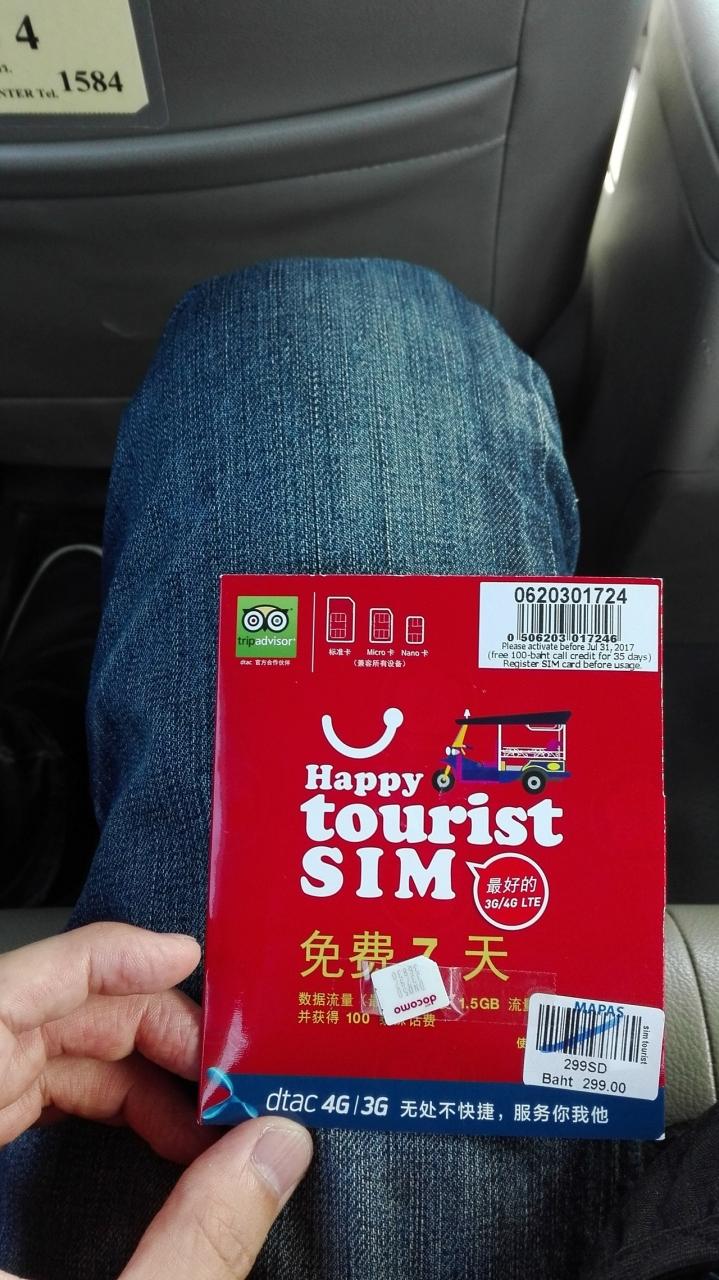 4
NTER Tel. 1584
tripadvisor
dtac 官方合作伙伴
标准卡 Micro 卡 Nano 卡
(兼容所有设备)
0620301724
0 506203 017246
Please activate before Jul 31, 2017
(free 100-baht call credit for 35 days)
Register SIM card before usage.
Happy
tourist
SIM
最好的
3G/4G LTE
免费 7 天
数据流量 1.5GB 流
并获得 100 话费
docomo
使
MAPAS
sim tourist
299SD
Baht 299.00
dtac 4G|3G 无处不快捷，服务你我他